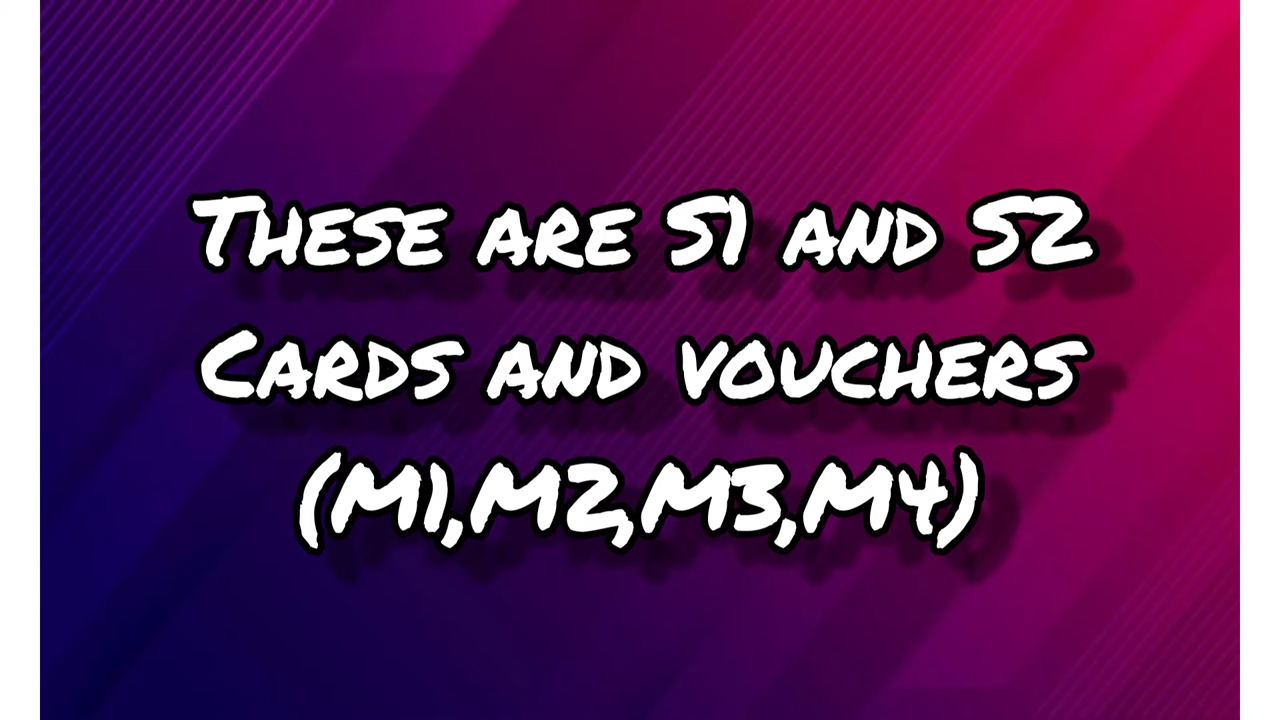 These are S1 and S2
Cards and vouchers
(M1,M2,M3,M4)